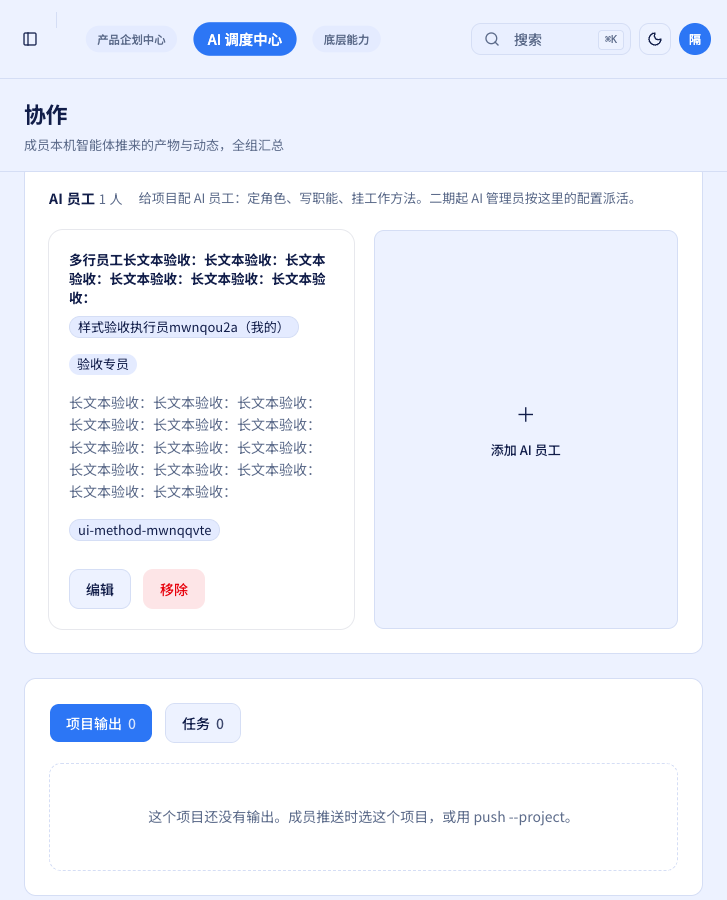 产品企划中心
AI 调度中心
底层能力
搜索
⌘K
隔
协作
成员本机智能体推来的产物与动态，全组汇总
AI 员工 1 人 给项目配 AI 员工：定角色、写职能、挂工作方法。二期起 AI 管理员按这里的配置派活。
多行员工长文本验收：长文本验收：长文本
验收：长文本验收：长文本验收：长文本验
收：
样式验收执行员mwnqou2a（我的）
验收专员
长文本验收：长文本验收：长文本验收：
长文本验收：长文本验收：长文本验收：
长文本验收：长文本验收：长文本验收：
长文本验收：长文本验收：长文本验收：
长文本验收：长文本验收：
ui-method-mwnqqvte
编辑
移除
添加 AI 员工
项目输出 0
任务 0
这个项目还没有输出。成员推送时选这个项目，或用 push --project。